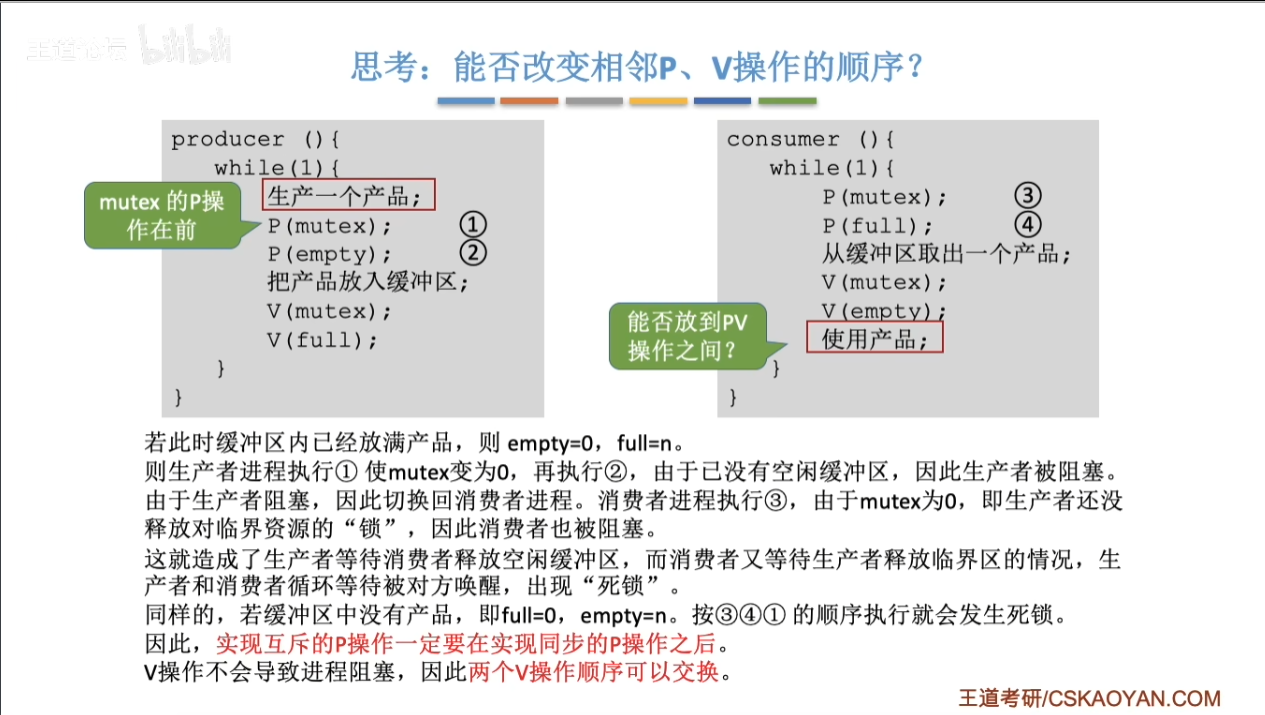 王道论坛 bilibili
思考：能否改变相邻P、V操作的顺序？
producer (){
while(1){
生产一个产品;
mutex 的P操
作在前
P(mutex); ①
P(empty); ②
把产品放入缓冲区;
V(mutex);
V(full);
}
}
consumer (){
while(1){
P(mutex); ③
P(full); ④
从缓冲区取出一个产品;
V(mutex);
V(empty);
能否放到PV
操作之间？
使用产品;
}
}
若此时缓冲区内已经放满产品，则 empty=0，full=n。
则生产者进程执行① 使mutex变为0，再执行②，由于已没有空闲缓冲区，因此生产者被阻塞。
由于生产者阻塞，因此切换回消费者进程。消费者进程执行③，由于mutex为0，即生产者还没
释放对临界资源的“锁”，因此消费者也被阻塞。
这就造成了生产者等待消费者释放空闲缓冲区，而消费者又等待生产者释放临界区的情况，生
产者和消费者循环等待被对方唤醒，出现“死锁”。
同样的，若缓冲区中没有产品，即full=0，empty=n。按③④① 的顺序执行就会发生死锁。
因此，实现互斥的P操作一定要在实现同步的P操作之后。
V操作不会导致进程阻塞，因此两个V操作顺序可以交换。
王道考研/CSKAOYAN.COM